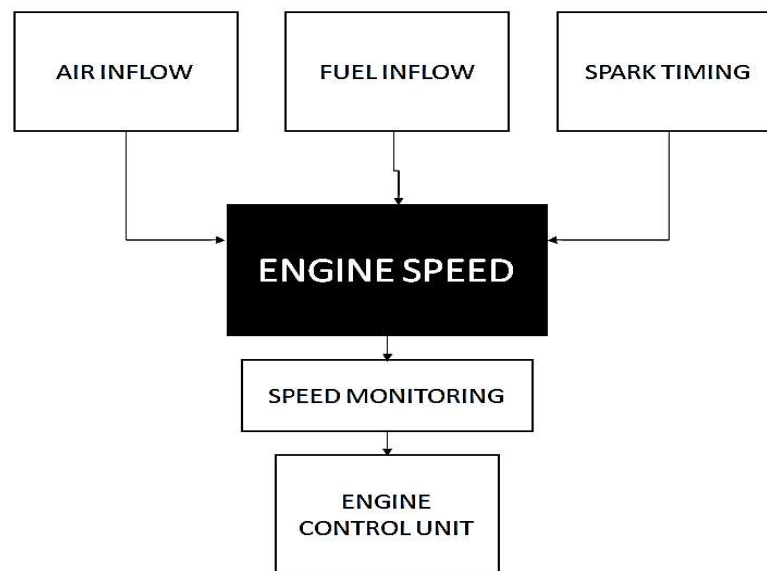 AIR INFLOW
FUEL INFLOW
SPARK TIMING
ENGINE SPEED
SPEED MONITORING
ENGINE
CONTROL UNIT